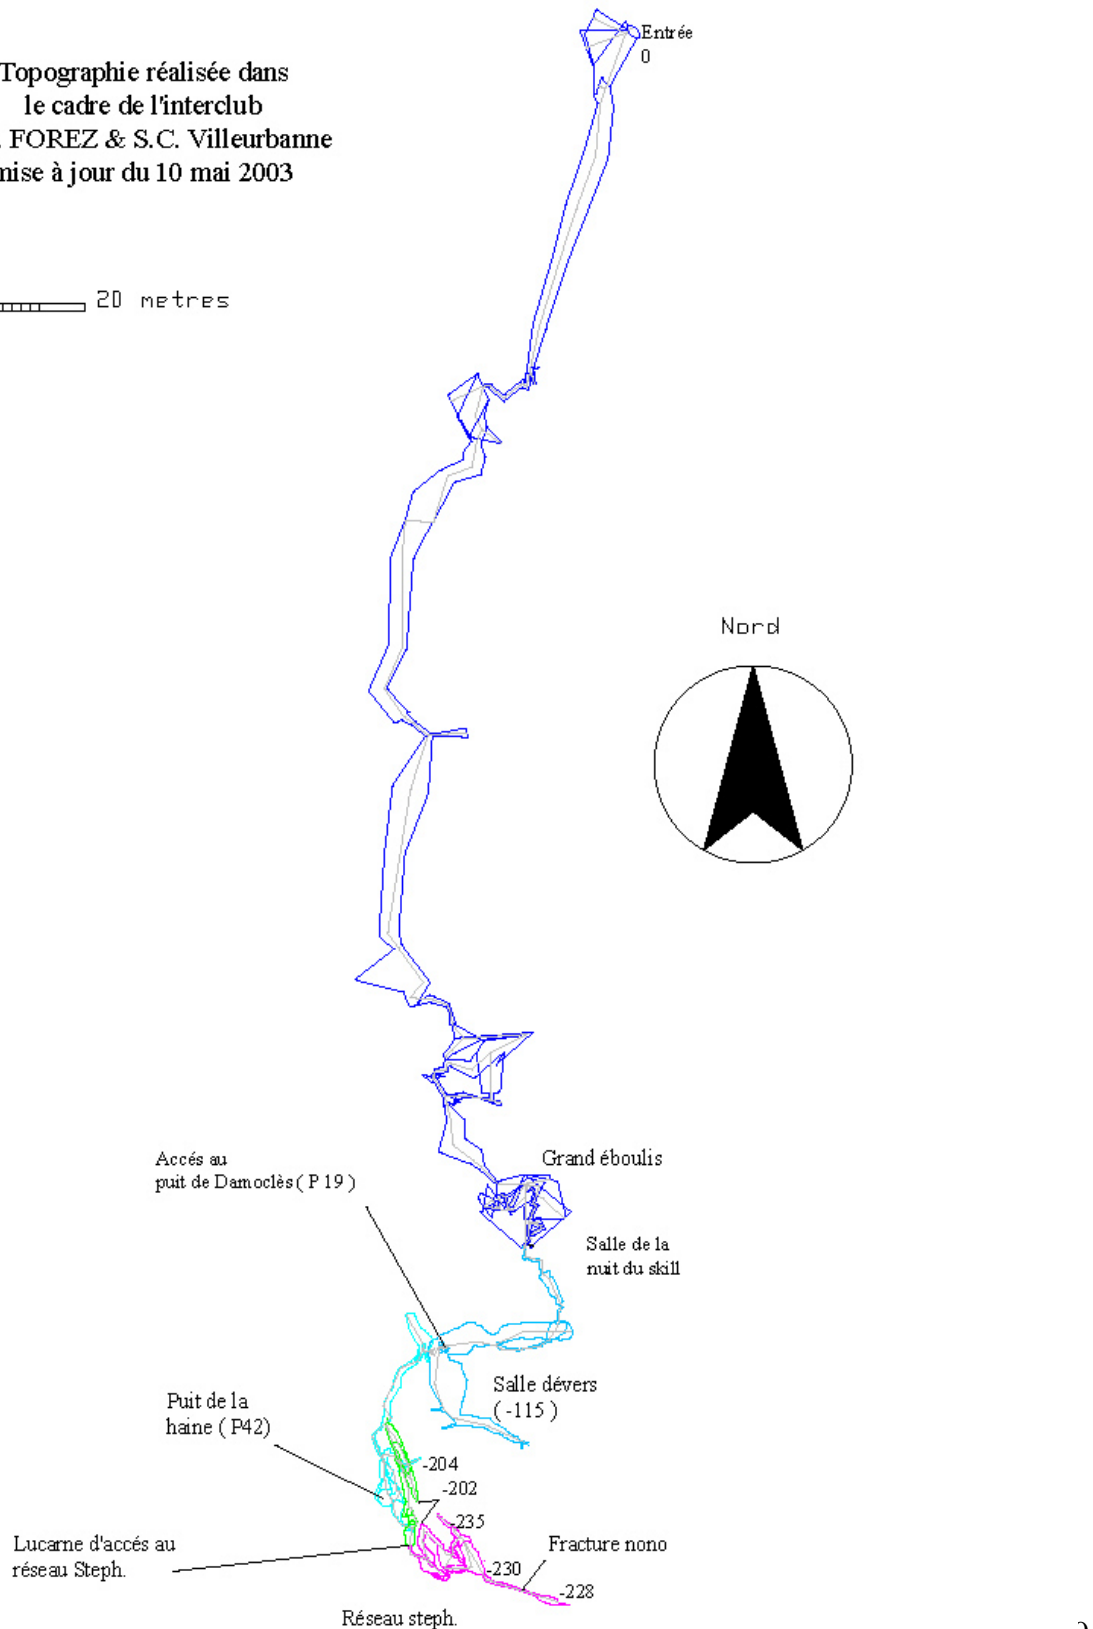 Entrée
0
Topographie réalisée dans
le cadre de l'interclub
. FOREZ & S.C. Villeurbanne
mise à jour du 10 mai 2003
20 metres
Nord
Grand éboulis
Accés au
puit de Damoclès ( P 19 )
Salle de la
nuit du skill
Salle dévers
( -115 )
Puit de la
haine ( P42)
-204
-202
-235
Lucarne d'accés au
réseau Steph.
Fracture nono
-230
-228
Réseau steph.